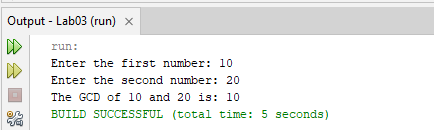 Output - Lab03 (run)
run:
Enter the first number: 10
Enter the second number: 20
The GCD of 10 and 20 is: 10
BUILD SUCCESSFUL (total time: 5 seconds)